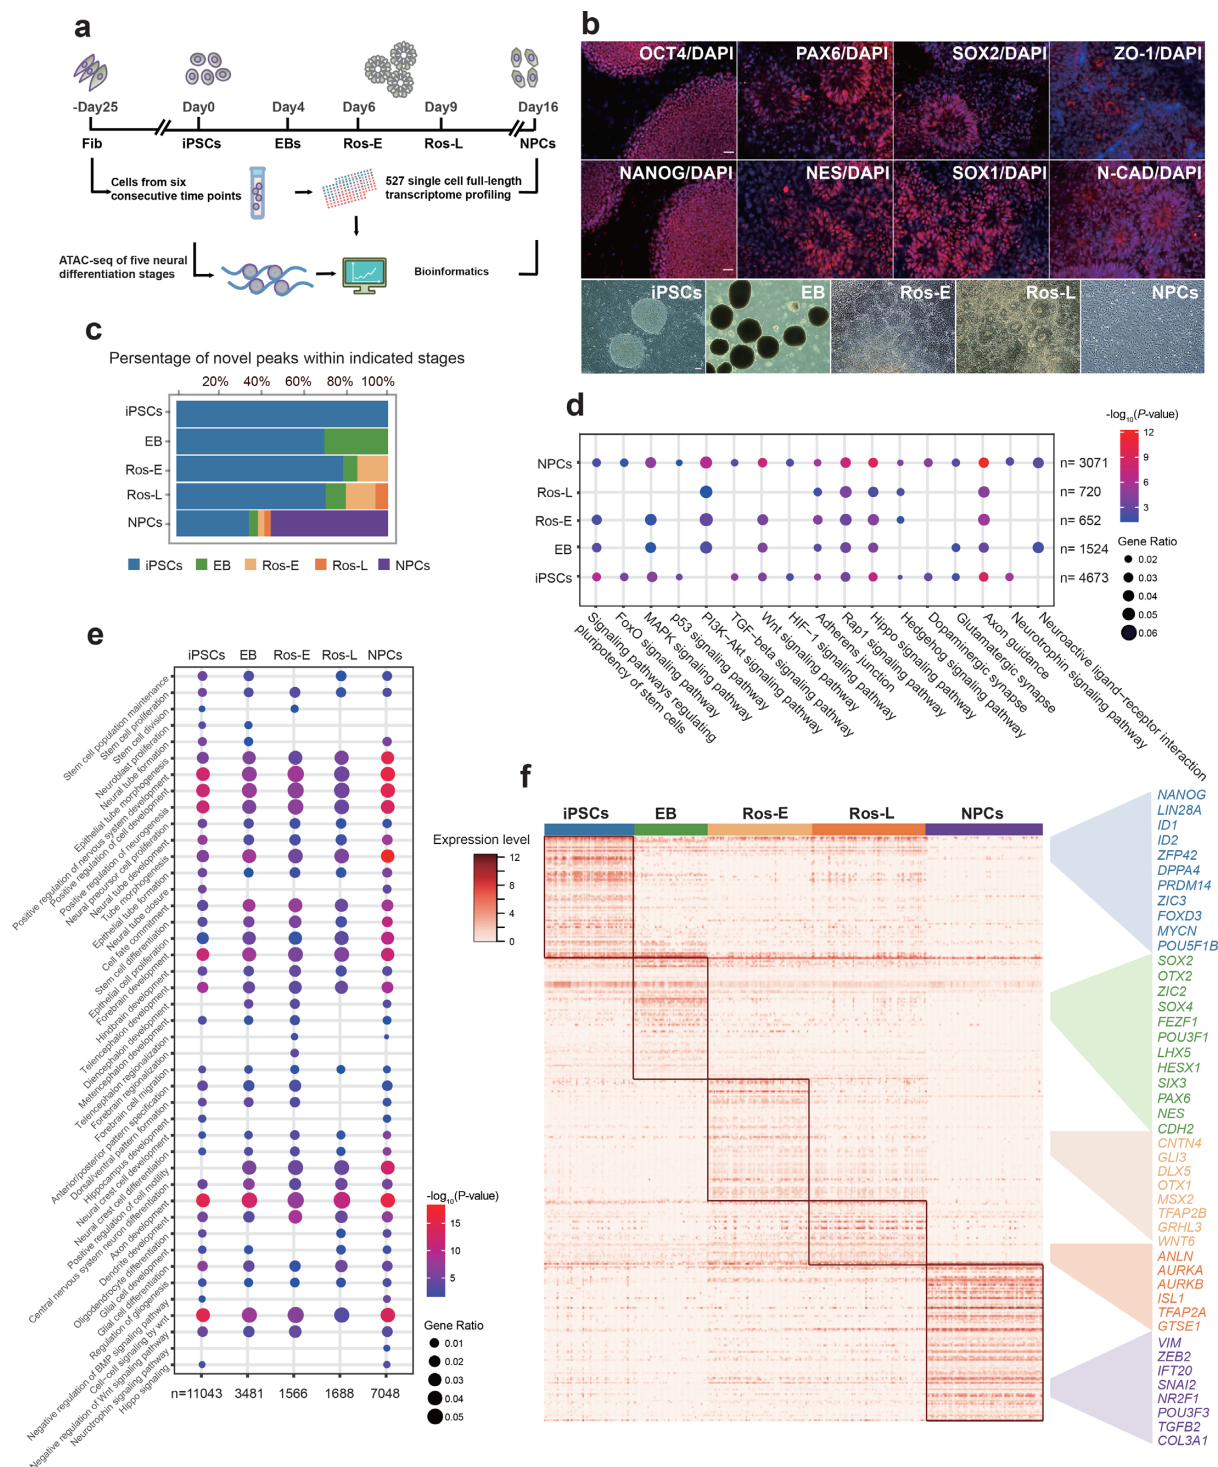 a
-Day25
Day0
Day4
Day6
Day9
Day16
Fib
iPSCs
EBs
Ros-E
Ros-L
NPCs
Cells from six
consecutive time points
527 single cell full-length
transcriptome profiling
ATAC-seq of five neural
differentiation stages
Bioinformatics
b
OCT4/DAPI
PAX6/DAPI
SOX2/DAPI
ZO-1/DAPI
NANOG/DAPI
NES/DAPI
SOX1/DAPI
N-CAD/DAPI
iPSCs
EB
Ros-E
Ros-L
NPCs
c
Persentage of novel peaks within indicated stages
20% 40% 60% 80% 100%
iPSCs
EB
Ros-E
Ros-L
NPCs
iPSCs EB Ros-E Ros-L NPCs
d
NPCs n= 3071
Ros-L n= 720
Ros-E n= 652
EB n= 1524
iPSCs n= 4673
Signaling pathways regulating
pluripotency of stem cells
FoxO signaling pathway
MAPK signaling pathway
p53 signaling pathway
PI3K-Akt signaling pathway
TGF-beta signaling pathway
Wnt signaling pathway
HIF-1 signaling pathway
Adherens junction
Rap1 signaling pathway
Hippo signaling pathway
Hedgehog signaling pathway
Dopaminergic synapse
Glutamatergic synapse
Axon guidance
Neurotrophin signaling pathway
Neuroactive ligand-receptor interaction
-log10(P-value)
12
9
6
3
Gene Ratio
0.02
0.03
0.04
0.05
0.06
e
iPSCs EB Ros-E Ros-L NPCs
Stem cell population maintenance
Stem cell proliferation
Stem cell division
Neuroblast proliferation
Neural tube formation
Epithelial tube morphogenesis
Positive regulation of nervous system development
Positive regulation of cell development
Positive regulation of neurogenesis
Neural precursor cell proliferation
Neural tube development
Tube morphogenesis
Epithelial tube formation
Neural tube closure
Cell fate commitment
Stem cell differentiation
Epithelial cell proliferation
Forebrain development
Hindbrain development
Telencephalon development
Diencephalon development
Metencephalon development
Telencephalon regionalization
Forebrain regionalization
Forebrain cell migration
Anterior/posterior pattern specification
Dorsal/ventral pattern formation
Hippocampus development
Neural crest cell development
Neural crest cell differentiation
Positive regulation of cell motility
Central nervous system neuron differentiation
Axon development
Dendrite development
Oligodendrocyte differentiation
Glial cell development
Glial cell differentiation
Regulation of gliogenesis
Negative regulation of BMP signaling pathway
Cell-cell signaling by wnt
Negative regulation of Wnt signaling pathway
Neurotrophin signaling pathway
Hippo signaling
n=11043 3481 1566 1688 7048
-log10(P-value)
15
10
5
Gene Ratio
0.01
0.02
0.03
0.04
0.05
f
iPSCs EB Ros-E Ros-L NPCs
Expression level
12
10
8
6
4
2
0
NANOG
LIN28A
ID1
ID2
ZFP42
DPPA4
PRDM14
ZIC3
FOXD3
MYCN
POU5F1B
SOX2
OTX2
ZIC2
SOX4
FEZF1
POU3F1
LHX5
HESX1
SIX3
PAX6
NES
CDH2
CNTN4
GLI3
DLX5
OTX1
MSX2
TFAP2B
GRHL3
WNT6
ANLN
AURKA
AURKB
ISL1
TFAP2A
GTSE1
VIM
ZEB2
IFT20
SNAI2
NR2F1
POU3F3
TGFB2
COL3A1